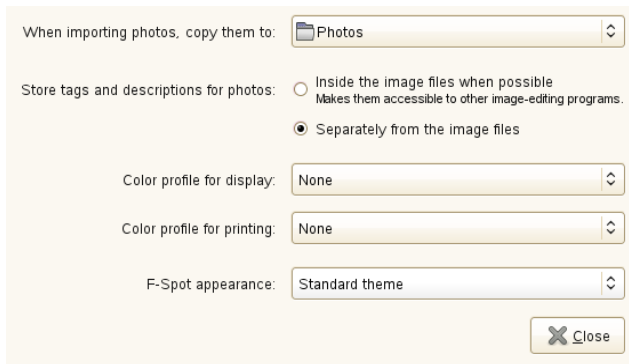 When importing photos, copy them to: Photos
Store tags and descriptions for photos: Inside the image files when possible
Makes them accessible to other image-editing programs.
Separately from the image files
Color profile for display: None
Color profile for printing: None
F-Spot appearance: Standard theme
Close